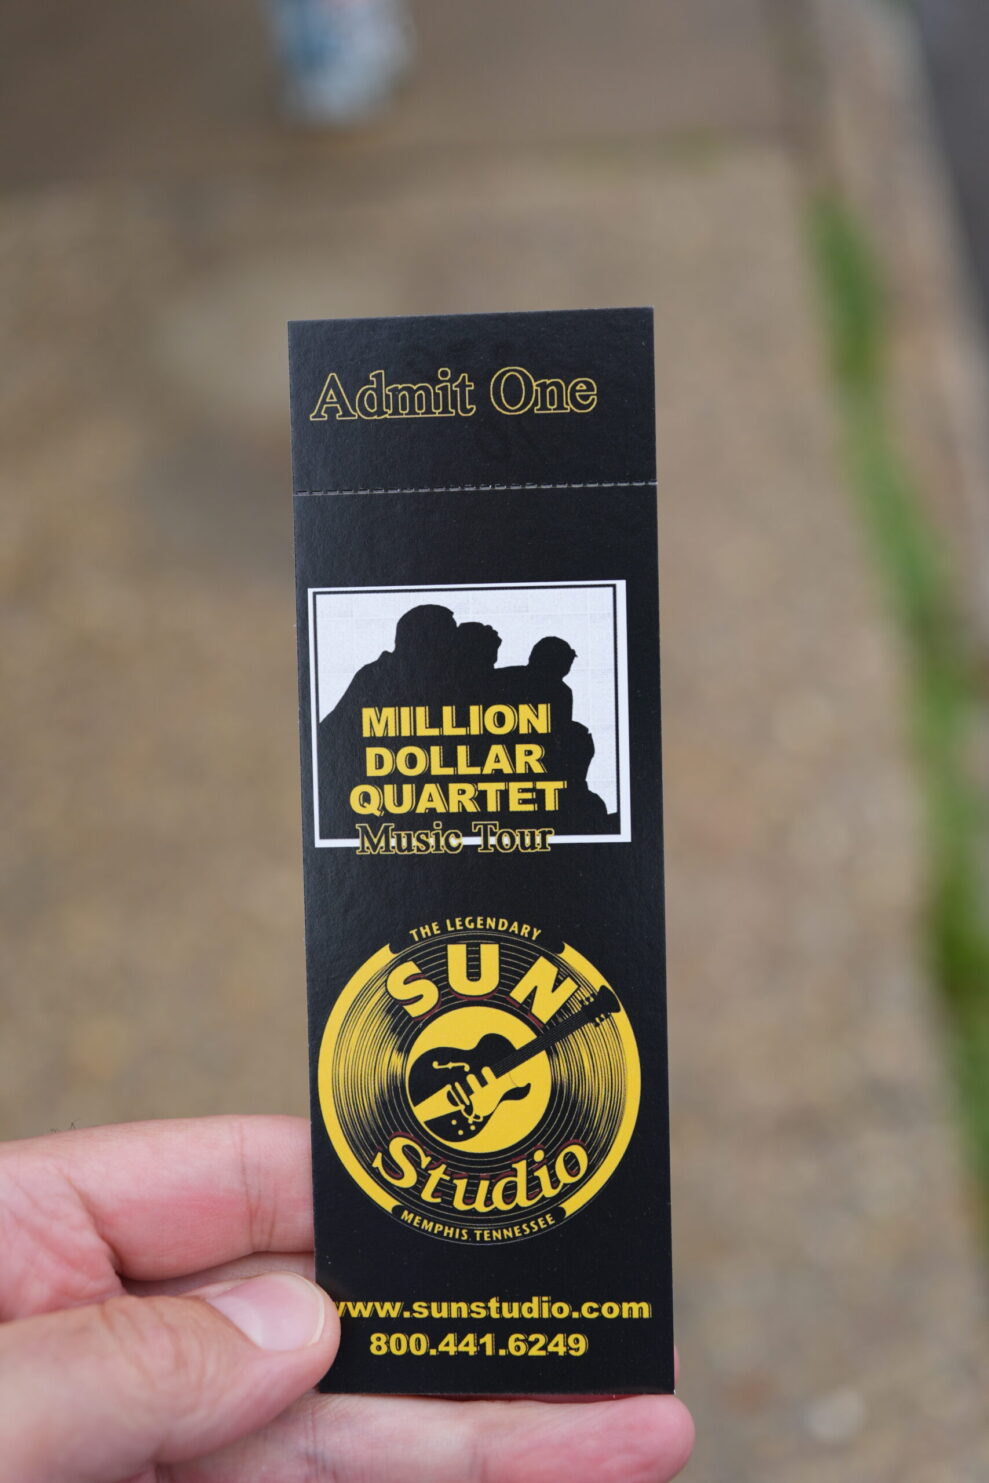 Admit One
MILLION
DOLLAR
QUARTET
Music Tour
THE LEGENDARY
SUN
Studio
MEMPHIS, TENNESSEE
www.sunstudio.com
800.441.6249